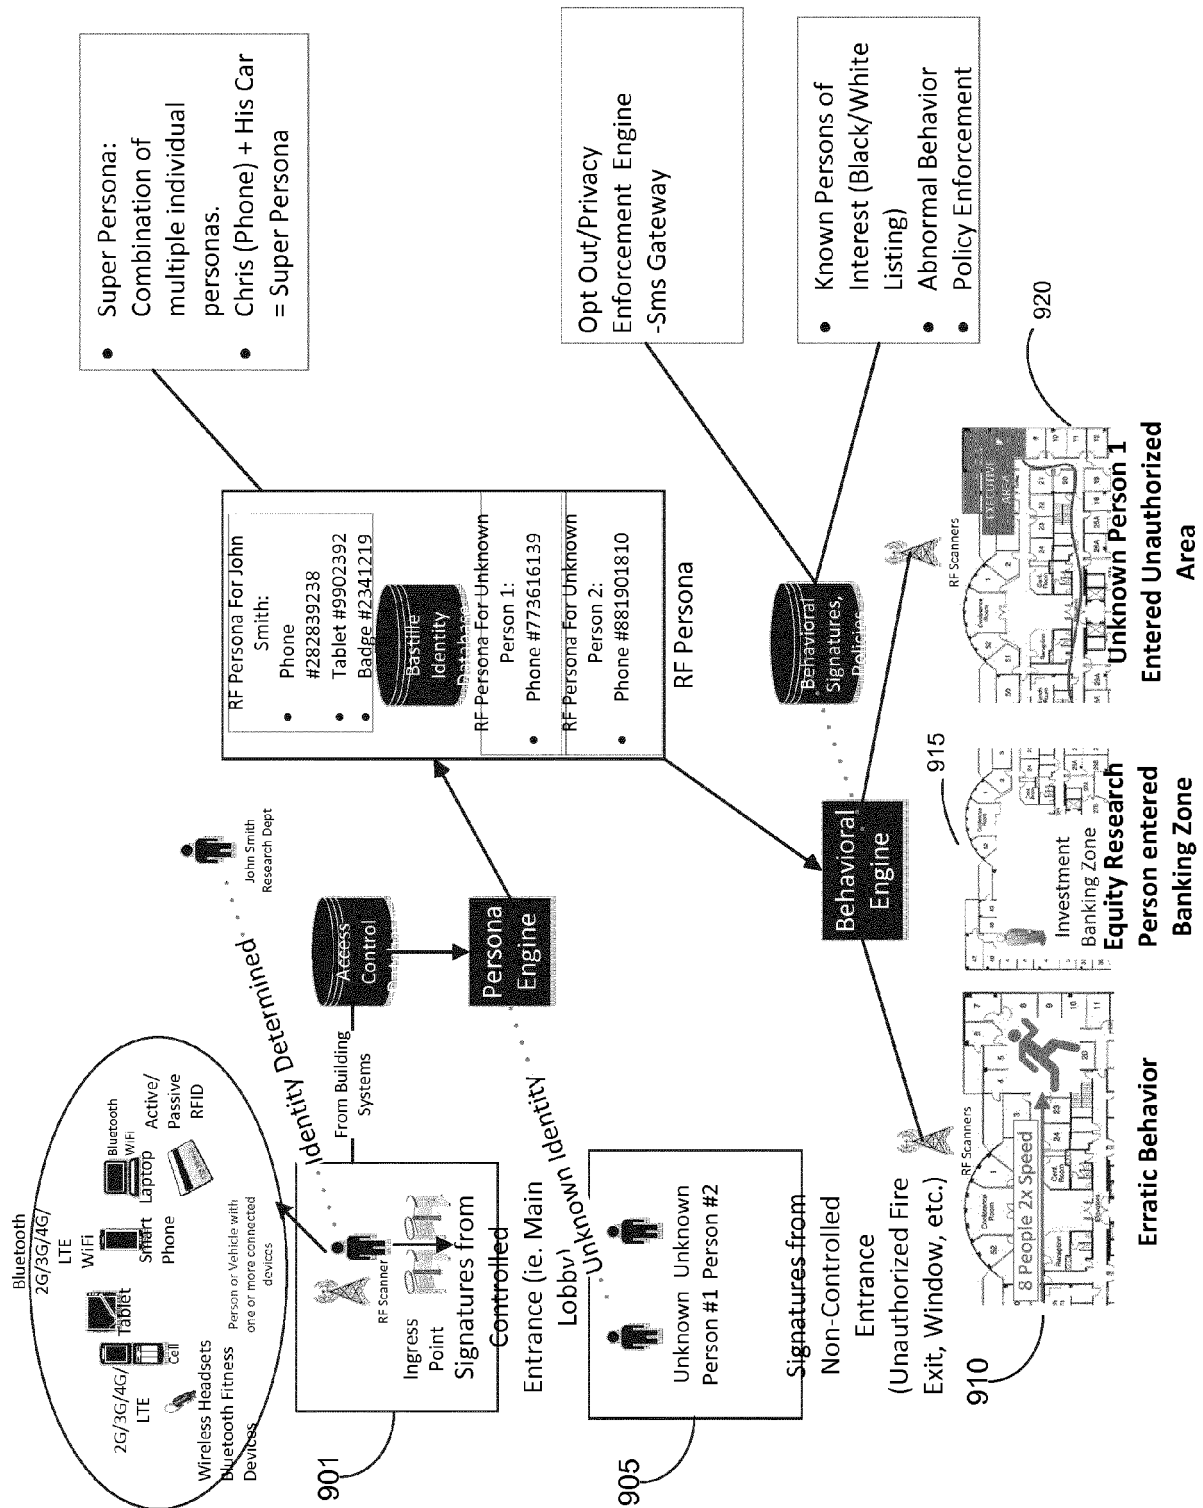 Bluetooth
2G/3G/4G/
LTE
WiFi
Bluetooth
WiFi
Laptop
Active/
Passive
RFID
Smart
Phone
Tablet
Cell
2G/3G/4G/
LTE
Wireless Headsets
Bluetooth Fitness
Devices
Person or Vehicle with
one or more connected
devices
Identity Determined
John Smith
Research Dept
901
RF Scanner
Ingress
Point
Signatures from
Controlled
Entrance (ie. Main
Lobby)
From Building
Systems
Access
Control
Persona
Engine
Unknown Identity
905
Unknown
Person #1
Unknown
Person #2
Signatures from
Non-Controlled
Entrance
(Unauthorized Fire
Exit, Window, etc.)
RF Persona For John
Smith:
• Phone
#282839238
• Tablet #9902392
• Badge #2341219
Bastille
Identity
Database
RF Persona For Unknown
Person 1:
• Phone #773616139
RF Persona For Unknown
Person 2:
• Phone #881901810
RF Persona
• Super Persona:
Combination of
multiple individual
personas.
• Chris (Phone) + His Car
= Super Persona
Behavioral
Engine
Behavioral
Signatures,
Policies
Opt Out/Privacy
Enforcement Engine
-Sms Gateway
• Known Persons of
Interest (Black/White
Listing)
• Abnormal Behavior
• Policy Enforcement
RF Scanners
8 People 2x Speed
910
Erratic Behavior
915
Investment
Banking Zone
Equity Research
Person entered
Banking Zone
RF Scanners
EXECUTIVE
AREA
920
Unknown Person 1
Entered Unauthorized
Area